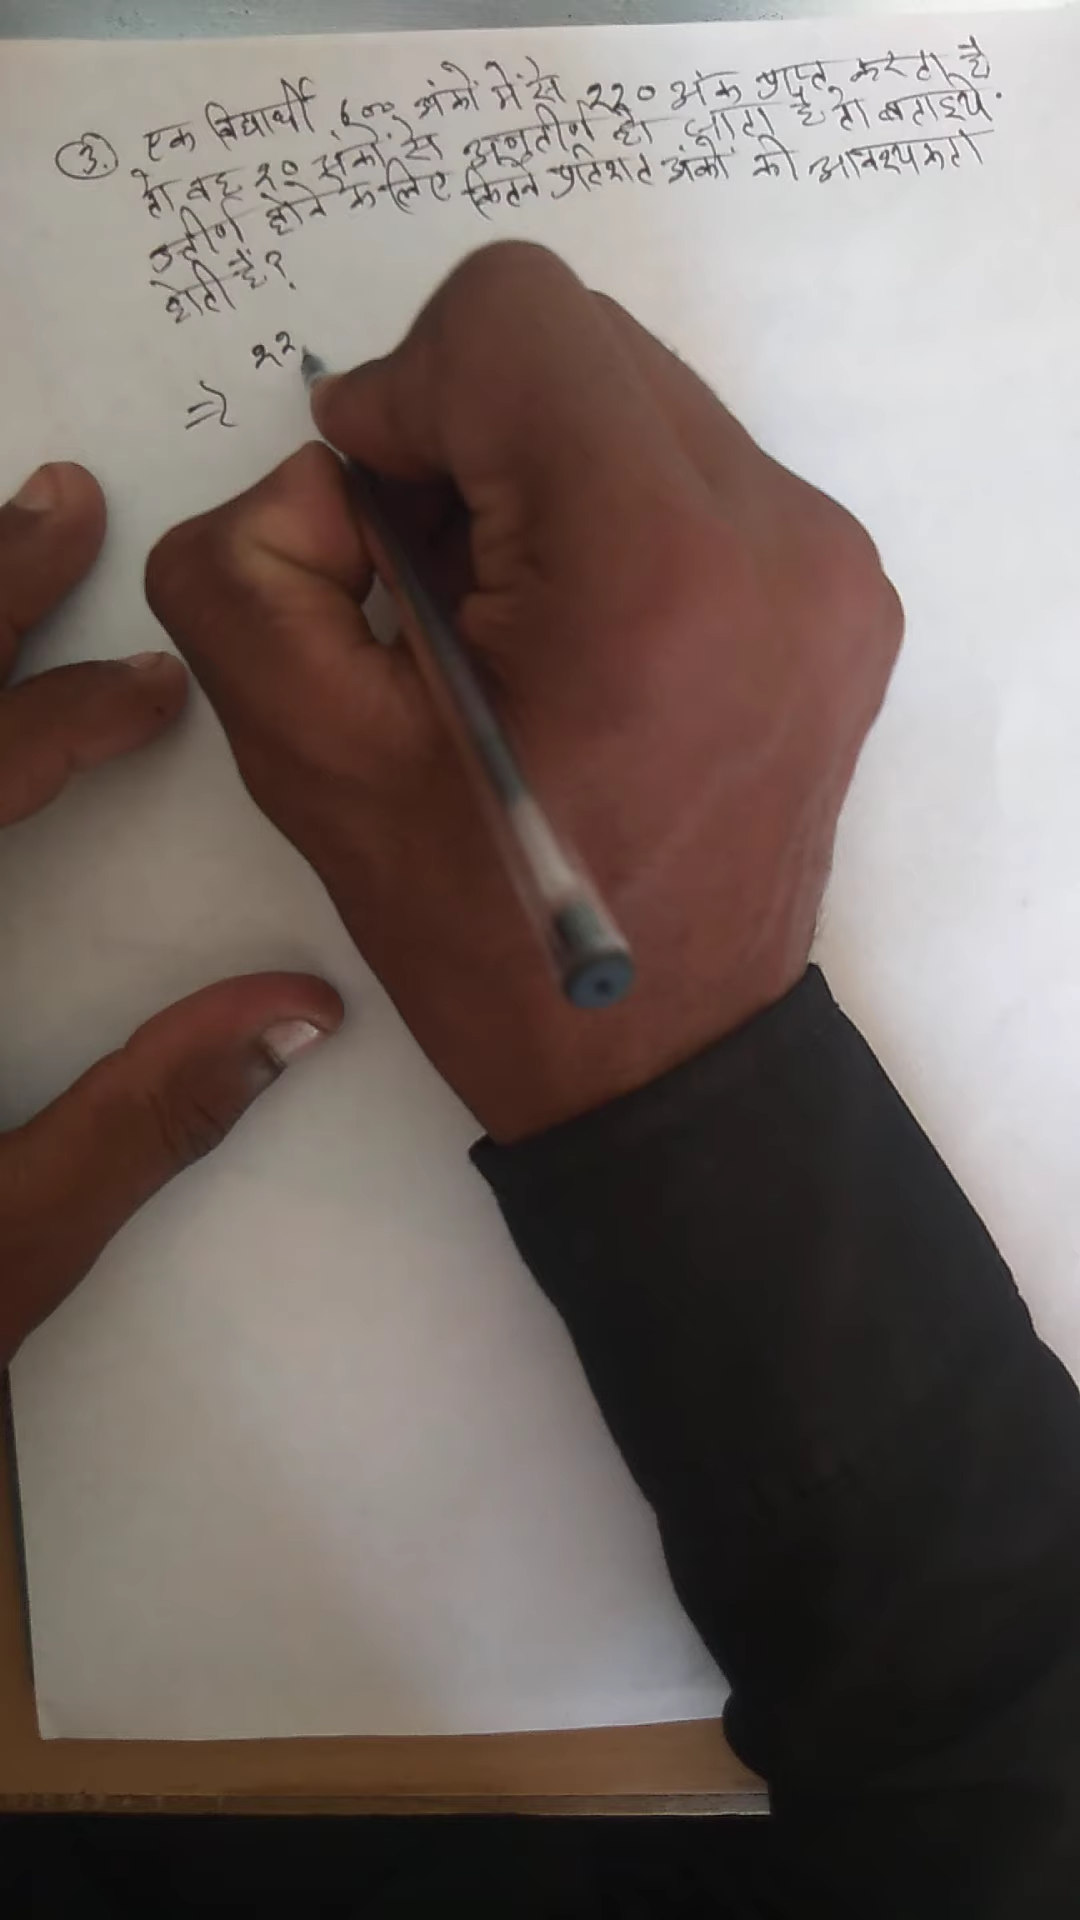 ③. एक विद्यार्थी 600 अंकों में से 220 अंक प्राप्त करता है
तो वह 20 अंकों से अनुतीर्ण हो जाता है तो बताइये.
उत्तीर्ण होने के लिए कितने प्रतिशत अंकों की आवश्यकता
होती है?
⇒ 22